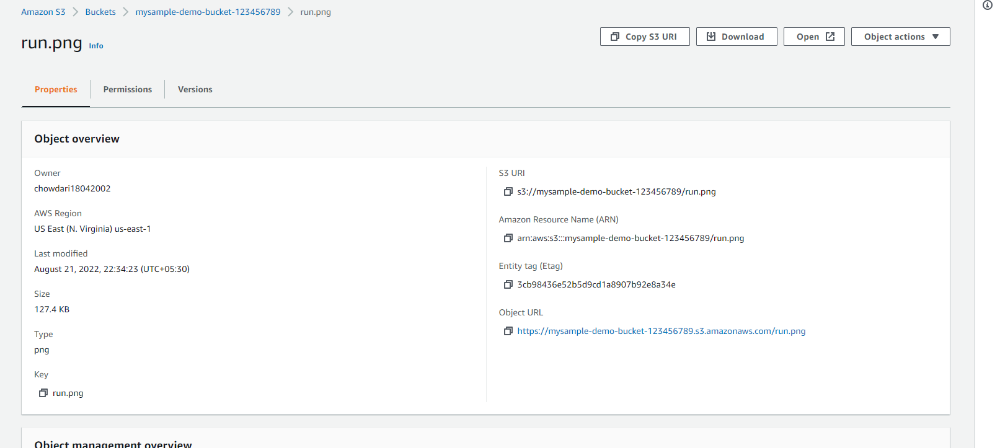 Amazon S3 > Buckets > mysample-demo-bucket-123456789 > run.png
run.png Info
Copy S3 URI Download Open Object actions
Properties Permissions Versions
Object overview
Owner
chowdari18042002
AWS Region
US East (N. Virginia) us-east-1
Last modified
August 21, 2022, 22:34:23 (UTC+05:30)
Size
127.4 KB
Type
png
Key
run.png
S3 URI
s3://mysample-demo-bucket-123456789/run.png
Amazon Resource Name (ARN)
arn:aws:s3:::mysample-demo-bucket-123456789/run.png
Entity tag (Etag)
3cb98436e52b5d9cd1a8907b92e8a34e
Object URL
https://mysample-demo-bucket-123456789.s3.amazonaws.com/run.png
Object management overview